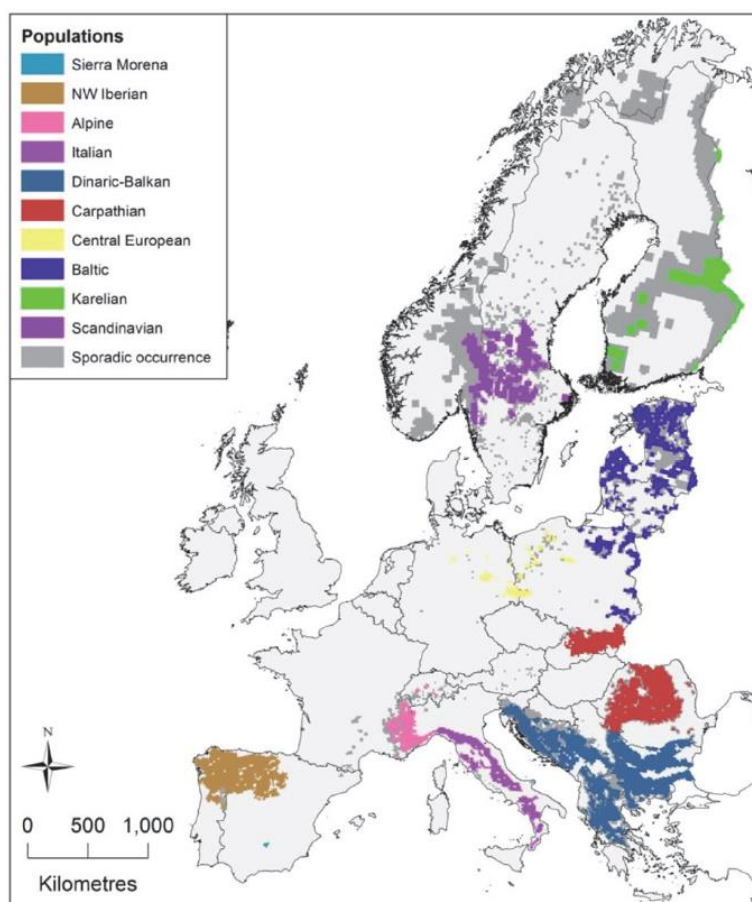 Populations
Sierra Morena
NW Iberian
Alpine
Italian
Dinaric-Balkan
Carpathian
Central European
Baltic
Karelian
Scandinavian
Sporadic occurrence
N
0 500 1,000
Kilometres